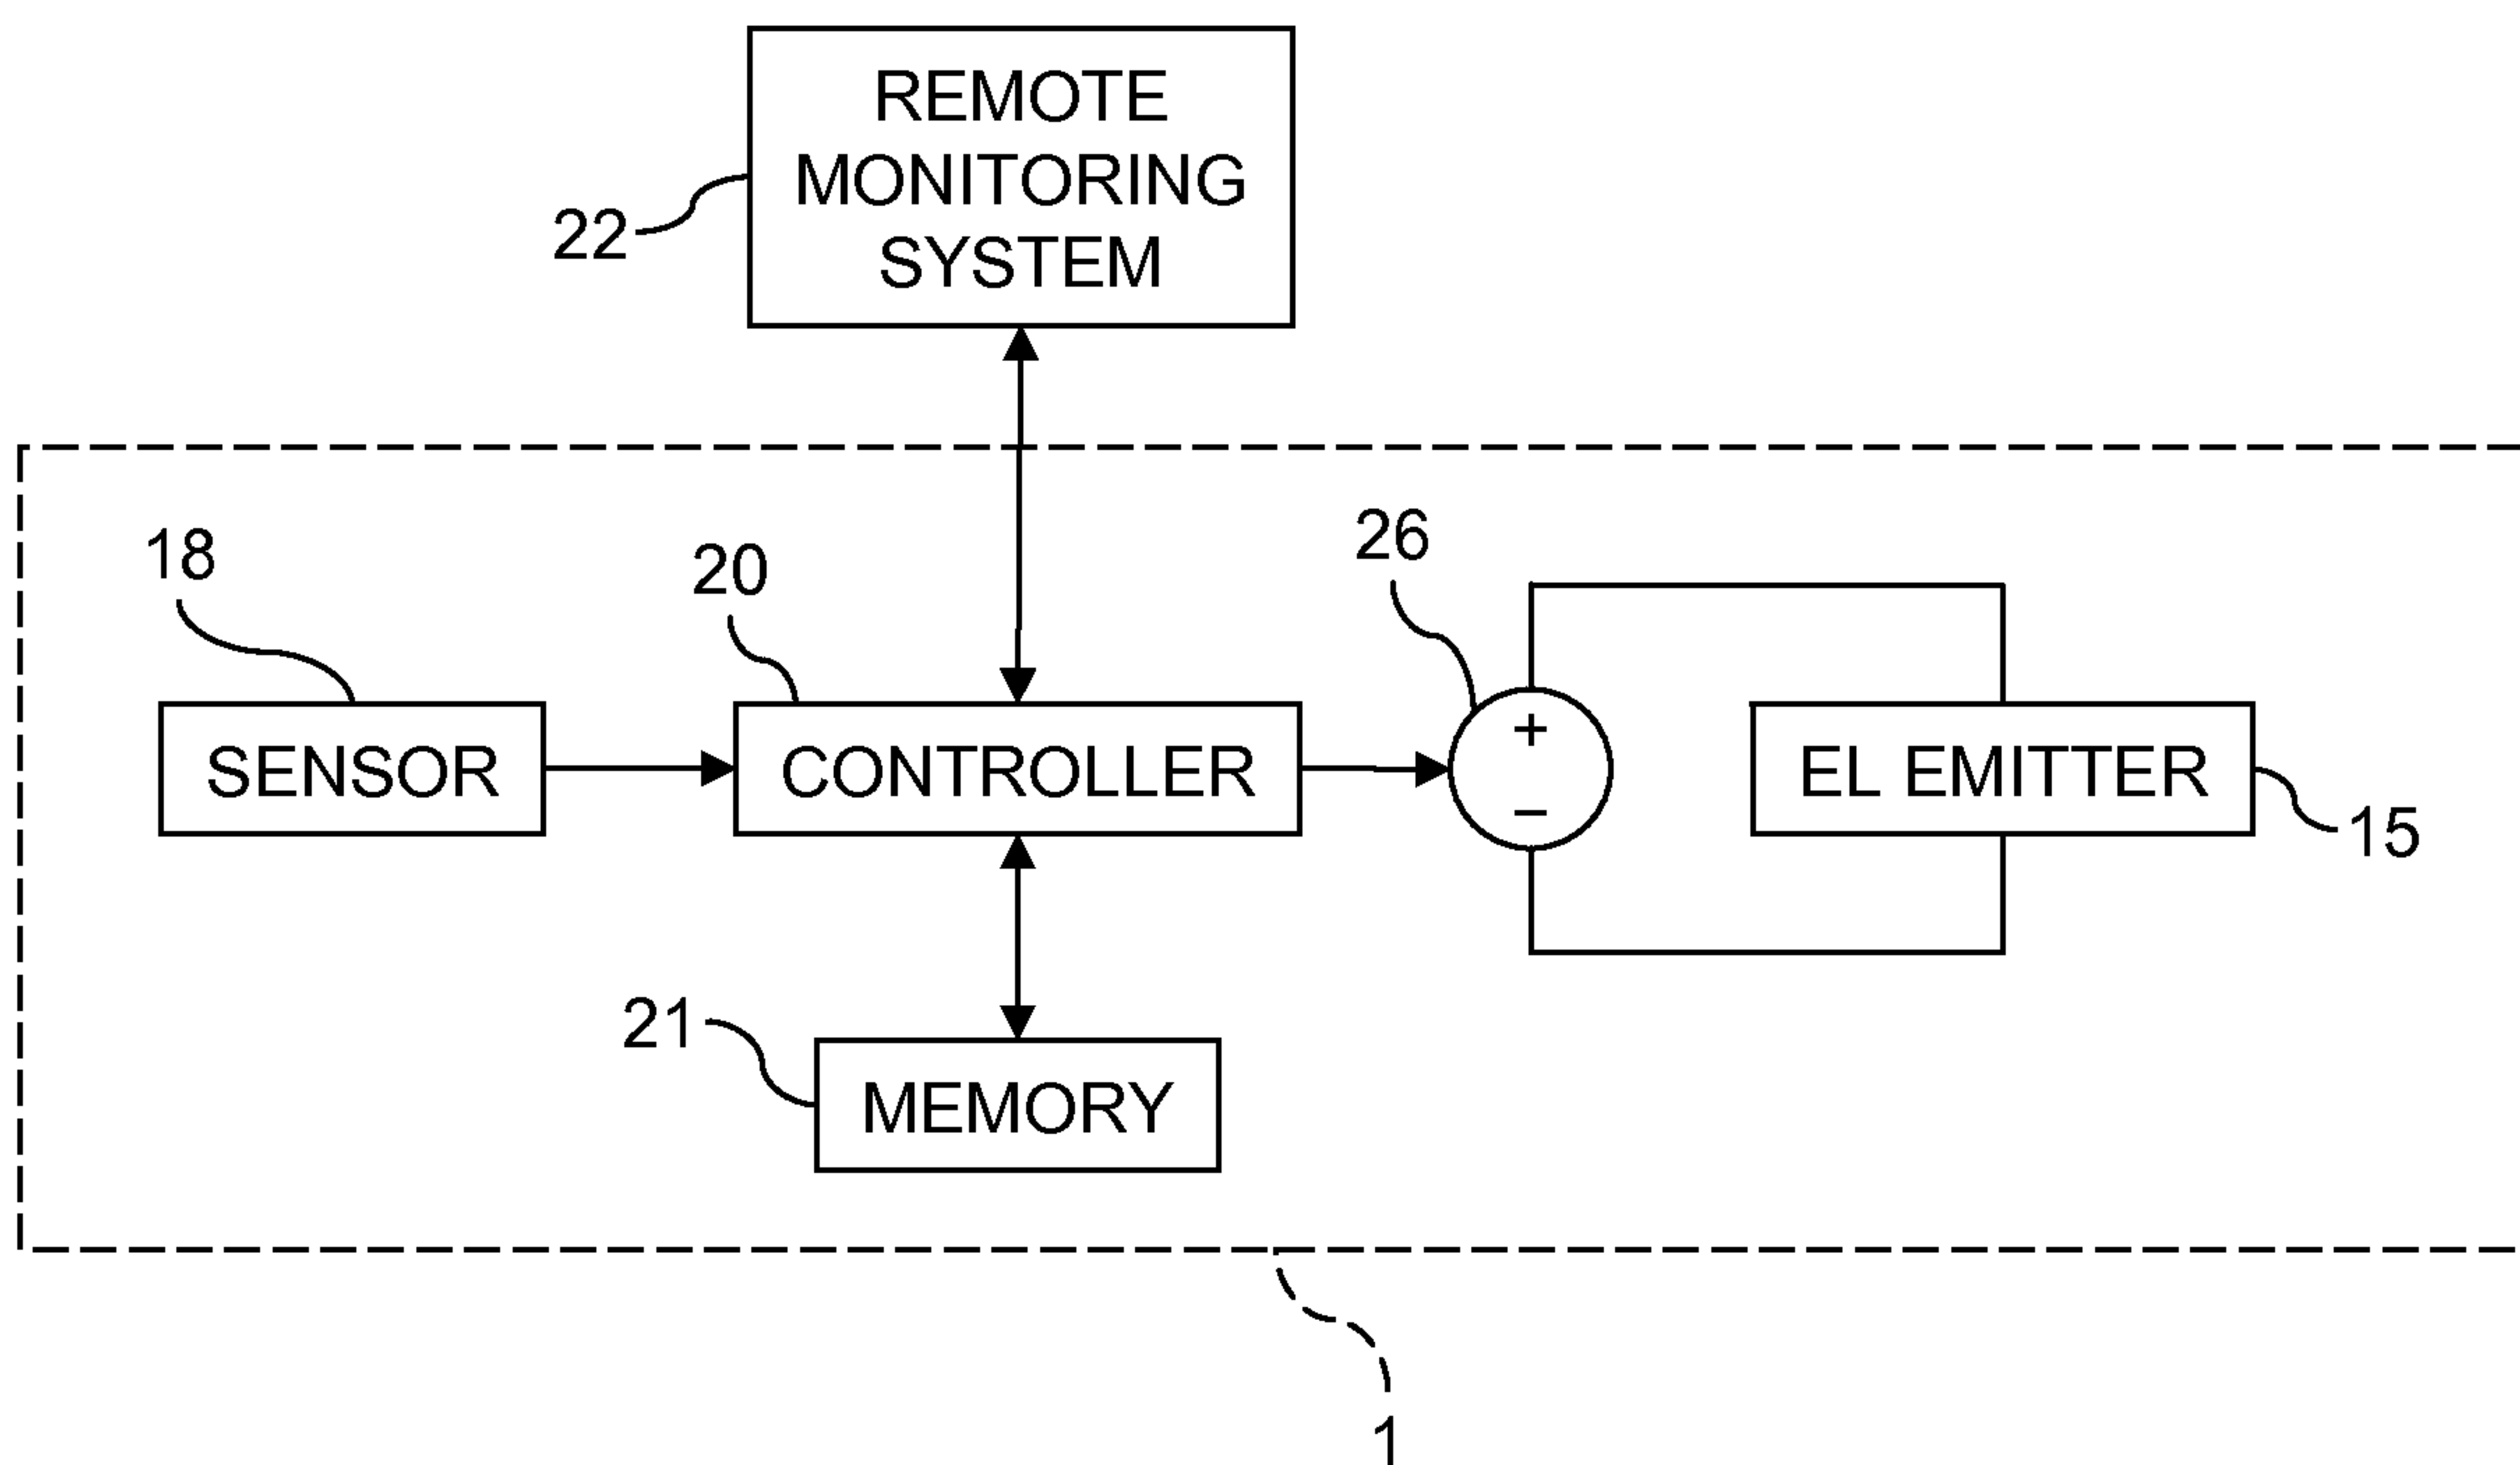 REMOTE
MONITORING
SYSTEM
22
18
20
26
+
SENSOR
CONTROLLER
EL EMITTER
−
15
21
MEMORY
1